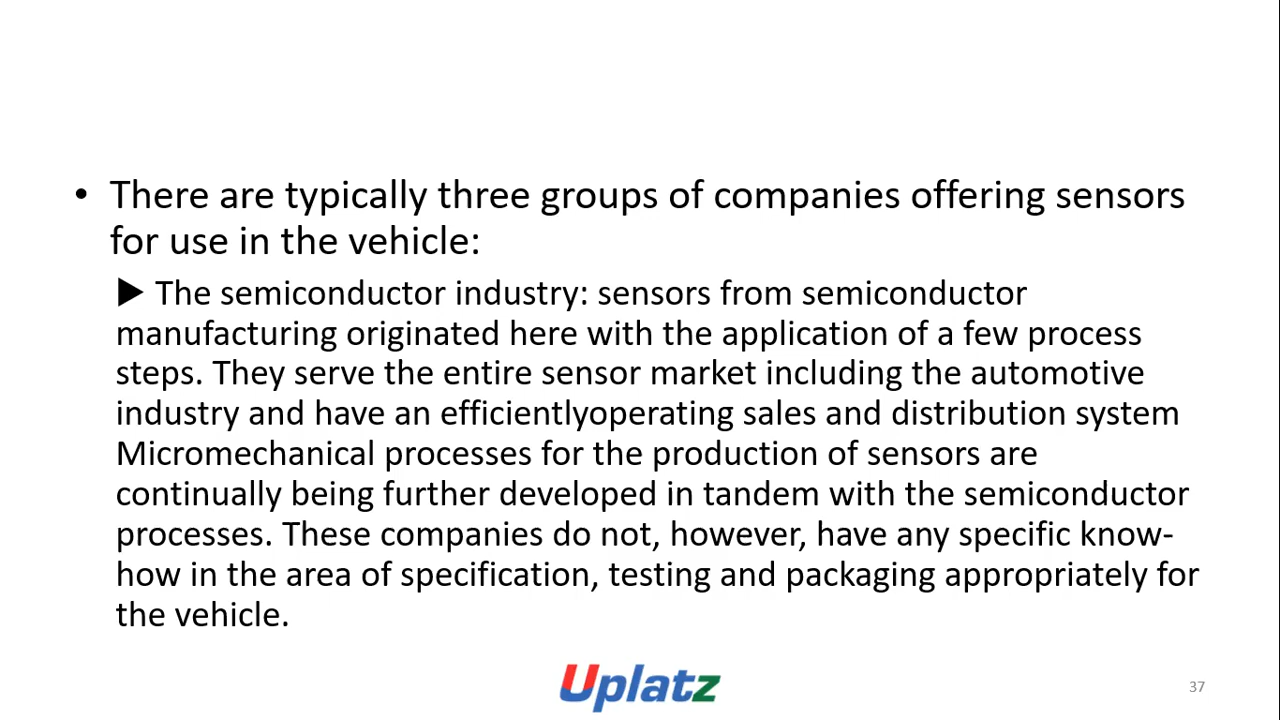 • There are typically three groups of companies offering sensors
for use in the vehicle:
▶ The semiconductor industry: sensors from semiconductor
manufacturing originated here with the application of a few process
steps. They serve the entire sensor market including the automotive
industry and have an efficientlyoperating sales and distribution system
Micromechanical processes for the production of sensors are
continually being further developed in tandem with the semiconductor
processes. These companies do not, however, have any specific know-
how in the area of specification, testing and packaging appropriately for
the vehicle.
Uplatz
37